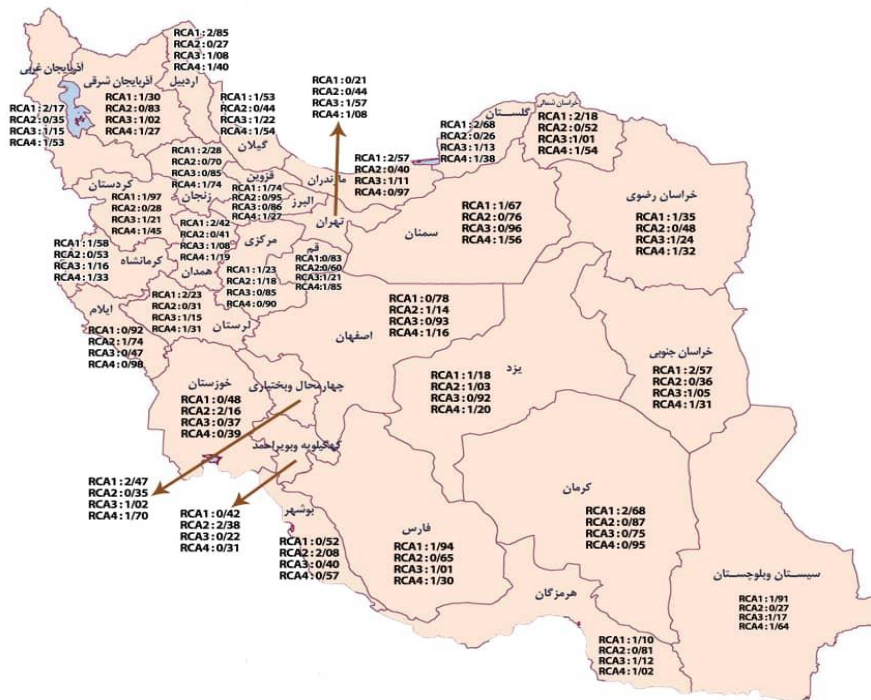 RCA1:2/85
RCA2:0/27
RCA3:1/08
RCA4:1/40
اردبیل
آذربایجان غربی
RCA1:2/17
RCA2:0/35
RCA3:1/15
RCA4:1/53
آذربایجان شرقی
RCA1:1/30
RCA2:0/83
RCA3:1/02
RCA4:1/27
RCA1:1/53
RCA2:0/44
RCA3:1/22
RCA4:1/54
گیلان
RCA1:0/21
RCA2:0/44
RCA3:1/57
RCA4:1/08
تهران
گلستان
RCA1:2/68
RCA2:0/26
RCA3:1/13
RCA4:1/38
خراسان شمالی
RCA1:2/18
RCA2:0/52
RCA3:1/01
RCA4:1/54
RCA1:2/28
RCA2:0/70
RCA3:0/85
RCA4:1/74
زنجان
قزوین
RCA1:1/74
RCA2:0/95
RCA3:0/86
RCA4:1/27
البرز
مازندران
RCA1:2/57
RCA2:0/40
RCA3:1/11
RCA4:0/97
خراسان رضوی
RCA1:1/35
RCA2:0/48
RCA3:1/24
RCA4:1/32
کردستان
RCA1:1/97
RCA2:0/28
RCA3:1/21
RCA4:1/45
سمنان
RCA1:1/67
RCA2:0/76
RCA3:0/96
RCA4:1/56
RCA1:2/42
RCA2:0/41
RCA3:1/08
RCA4:1/19
همدان
مرکزی
RCA1:1/23
RCA2:1/18
RCA3:0/85
RCA4:0/90
قم
RCA1:0/83
RCA2:0/60
RCA3:1/21
RCA4:1/85
RCA1:1/58
RCA2:0/53
RCA3:1/16
RCA4:1/33
کرمانشاه
RCA1:2/23
RCA2:0/31
RCA3:1/15
RCA4:1/31
لرستان
ایلام
RCA1:0/92
RCA2:1/74
RCA3:0/47
RCA4:0/98
اصفهان
RCA1:0/78
RCA2:1/14
RCA3:0/93
RCA4:1/16
یزد
RCA1:1/18
RCA2:1/03
RCA3:0/92
RCA4:1/20
خراسان جنوبی
RCA1:2/57
RCA2:0/36
RCA3:1/05
RCA4:1/31
خوزستان
RCA1:0/48
RCA2:2/16
RCA3:0/37
RCA4:0/39
چهارمحال وبختیاری
RCA1:2/47
RCA2:0/35
RCA3:1/02
RCA4:1/70
کهگیلویه وبویراحمد
RCA1:0/42
RCA2:2/38
RCA3:0/22
RCA4:0/31
بوشهر
RCA1:0/52
RCA2:2/08
RCA3:0/40
RCA4:0/57
فارس
RCA1:1/94
RCA2:0/65
RCA3:1/01
RCA4:1/30
کرمان
RCA1:2/68
RCA2:0/87
RCA3:0/75
RCA4:0/95
سیستان وبلوچستان
RCA1:1/91
RCA2:0/27
RCA3:1/17
RCA4:1/64
هرمزگان
RCA1:1/10
RCA2:0/81
RCA3:1/12
RCA4:1/02